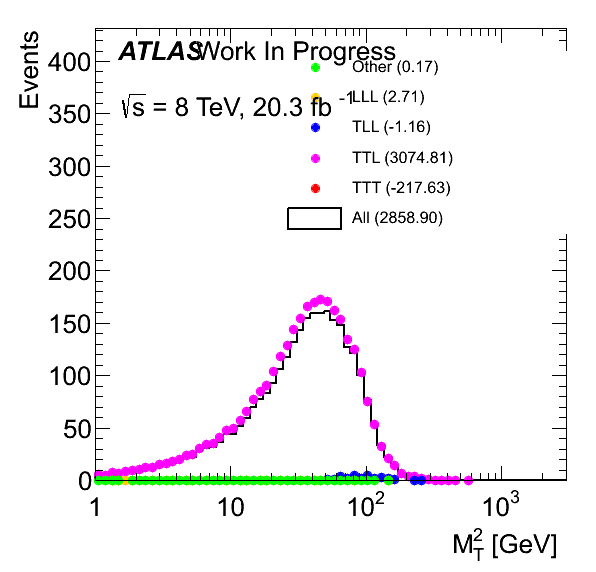 ATLAS Work In Progress
√s = 8 TeV, 20.3 fb -1
Other (0.17)
LLL (2.71)
TLL (-1.16)
TTL (3074.81)
TTT (-217.63)
All (2858.90)
Events
400
350
300
250
200
150
100
50
0
1
10
10²
10³
M_T^2 [GeV]